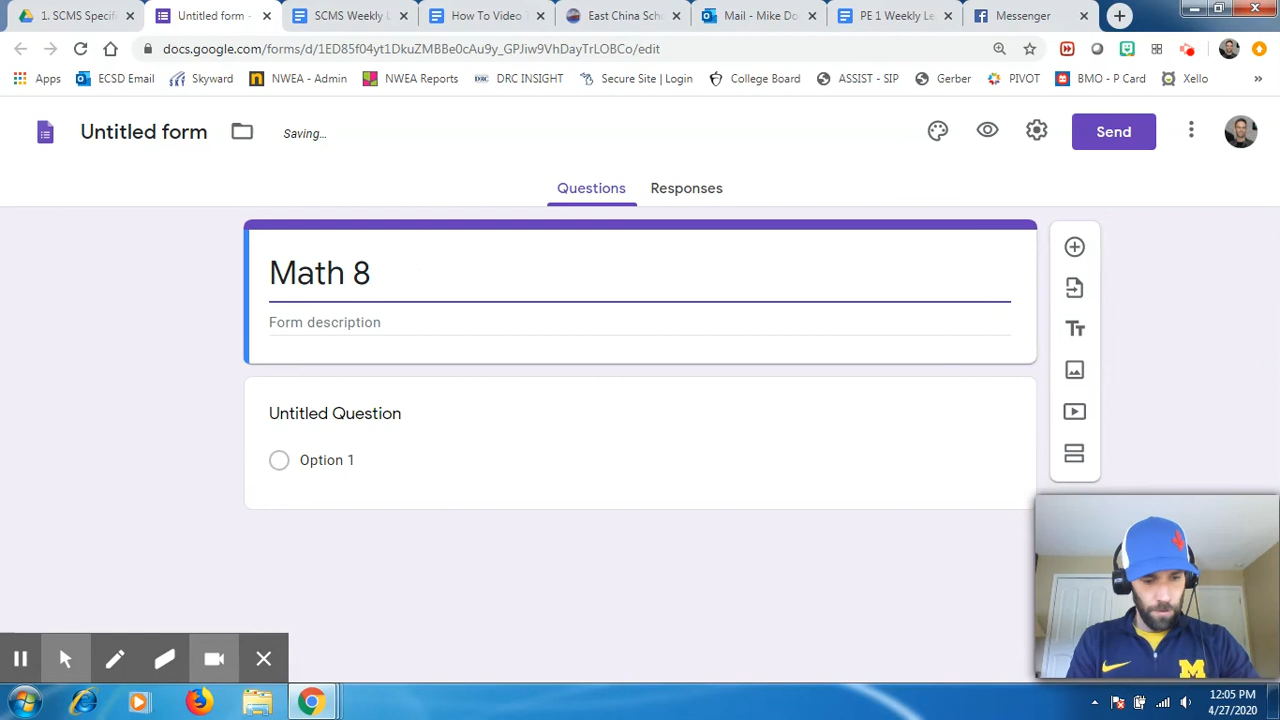 1. SCMS Specifi
Untitled form -
SCMS Weekly L
How To Video T
East China Scho
Mail - Mike Do
PE 1 Weekly Le
Messenger
docs.google.com/forms/d/1ED85f04yt1DkuZMBBe0cAu9y_GPJiw9VhDayTrLOBCo/edit
Apps
ECSD Email
Skyward
NWEA - Admin
NWEA Reports
DRC INSIGHT
Secure Site | Login
College Board
ASSIST - SIP
Gerber
PIVOT
BMO - P Card
Xello
»
Untitled form
Saving...
Send
Questions
Responses
Math 8
Form description
Untitled Question
Option 1
12:05 PM
4/27/2020